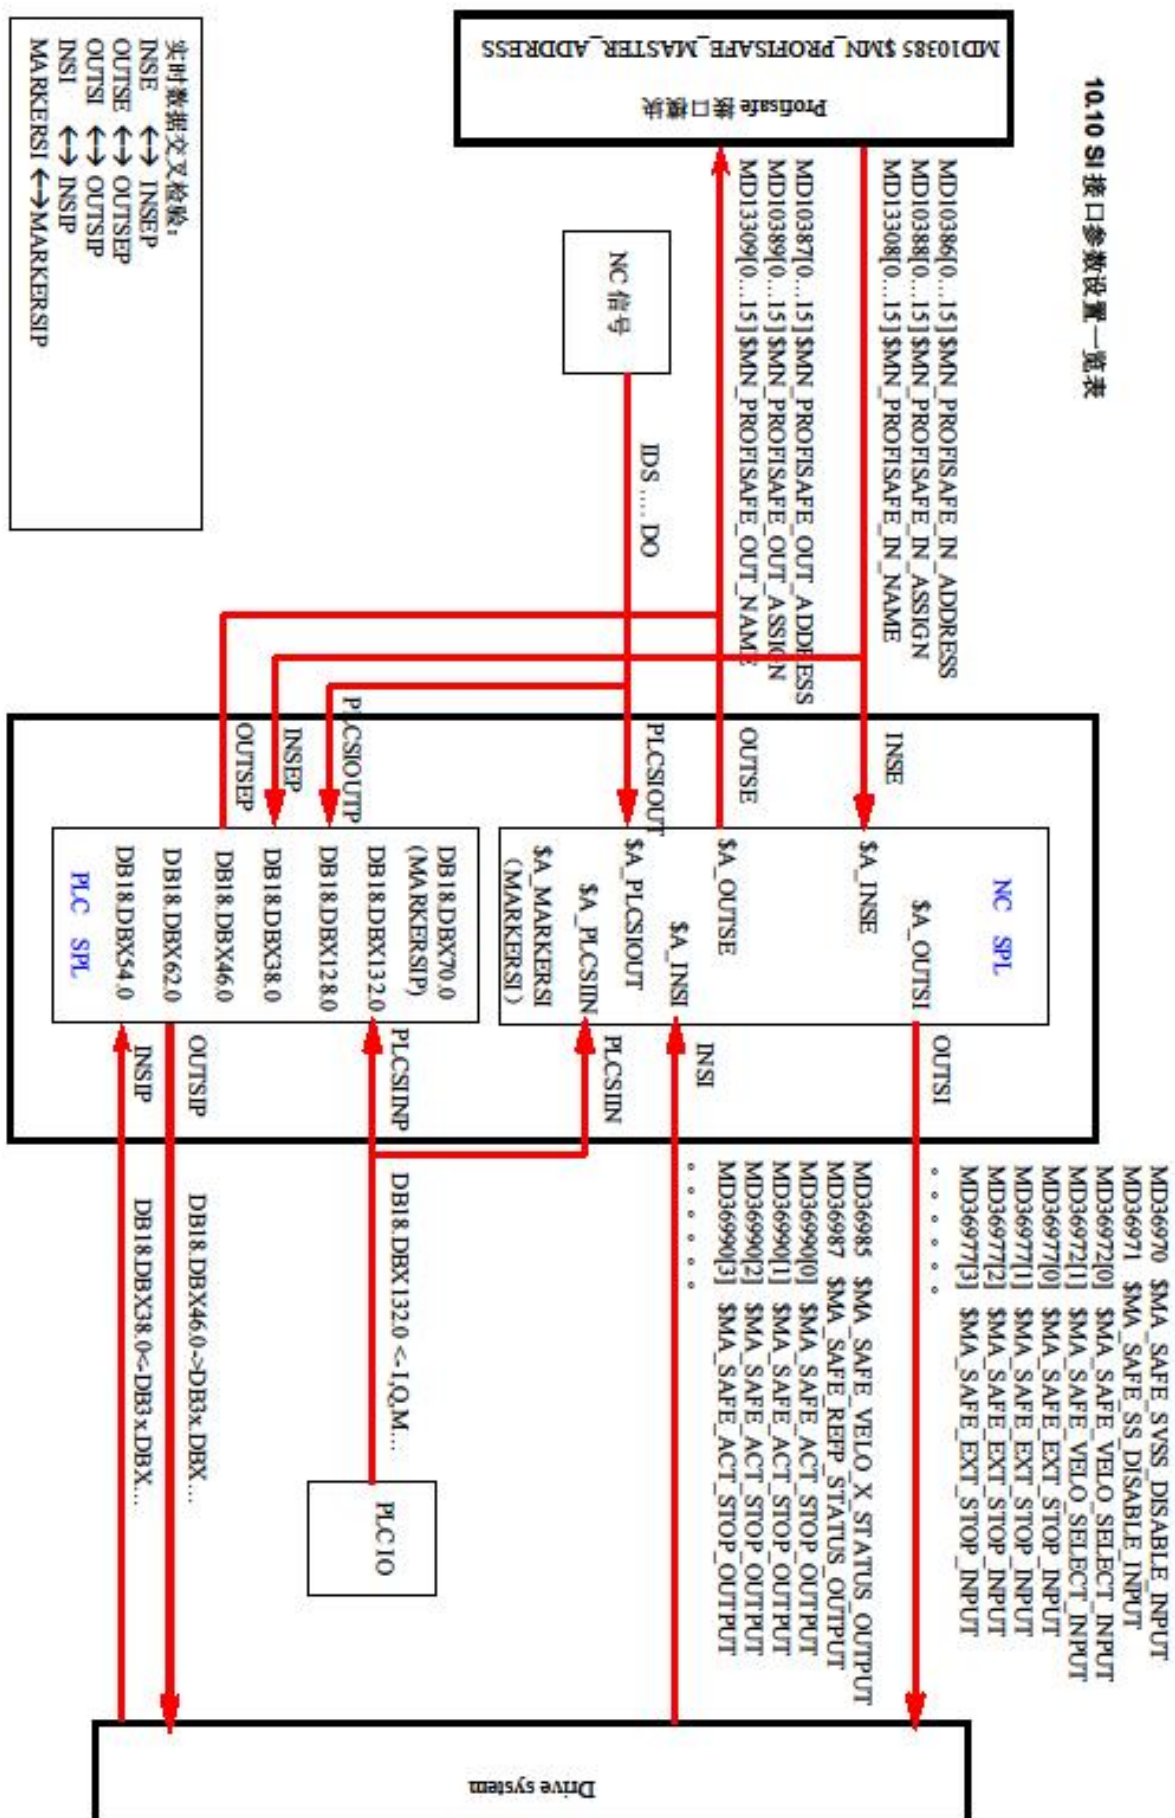 10.10 SI 接口参数设置一览表
MD10385 $MN_PROFISAFE_MASTER_ADDRESS
Profisafe 接口模块
MD10386[0…15]$MN_PROFISAFE_IN_ADDRESS
MD10388[0…15]$MN_PROFISAFE_IN_ASSIGN
MD13308[0…15]$MN_PROFISAFE_IN_NAME
MD10387[0…15]$MN_PROFISAFE_OUT_ADDRESS
MD10389[0…15]$MN_PROFISAFE_OUT_ASSIGN
MD13309[0…15]$MN_PROFISAFE_OUT_NAME
NC 信号
IDS .... DO
实时数据交叉检验:
INSE ↔ INSEP
OUTSE ↔ OUTSEP
OUTSI ↔ OUTSIP
INSI ↔ INSIP
MARKERSI ↔MARKERSIP
INSE
OUTSE
PLCSIOUT
PLCSIOUTP
INSEP
OUTSEP
NC SPL
$A_OUTSI
$A_INSE
$A_INSI
$A_OUTSE
$A_PLCSIOUT
$A_PLCSIIN
$A_MARKERSI
(MARKERSI)
DB18.DBX70.0
(MARKERSIP)
DB18.DBX132.0
DB18.DBX128.0
DB18.DBX38.0
DB18.DBX46.0
DB18.DBX62.0
DB18.DBX54.0
PLC SPL
OUTSI
INSI
PLCSIIN
PLCSIINP
OUTSIP
INSIP
MD36970 $MA_SAFE_SVSS_DISABLE_INPUT
MD36971 $MA_SAFE_SS_DISABLE_INPUT
MD36972[0] $MA_SAFE_VELO_SELECT_INPUT
MD36972[1] $MA_SAFE_VELO_SELECT_INPUT
MD36977[0] $MA_SAFE_EXT_STOP_INPUT
MD36977[1] $MA_SAFE_EXT_STOP_INPUT
MD36977[2] $MA_SAFE_EXT_STOP_INPUT
MD36977[3] $MA_SAFE_EXT_STOP_INPUT
。。。。。。
MD36985 $MA_SAFE_VELO_X_STATUS_OUTPUT
MD36987 $MA_SAFE_REFP_STATUS_OUTPUT
MD36990[0] $MA_SAFE_ACT_STOP_OUTPUT
MD36990[1] $MA_SAFE_ACT_STOP_OUTPUT
MD36990[2] $MA_SAFE_ACT_STOP_OUTPUT
MD36990[3] $MA_SAFE_ACT_STOP_OUTPUT
。。。。。。
DB18.DBX132.0 <- I,Q,M…
PLC IO
DB18.DBX46.0->DB3x.DBX…
DB18.DBX38.0<-DB3x.DBX…
Drive system